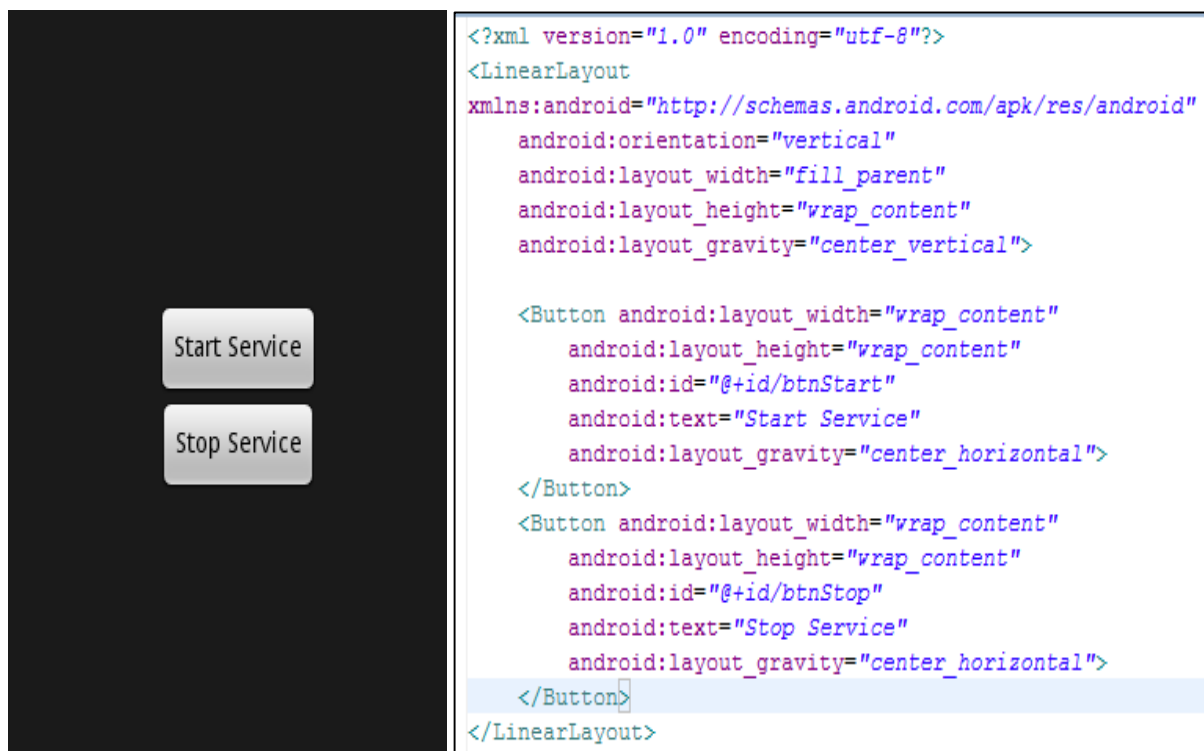 Start Service
Stop Service
<?xml version="1.0" encoding="utf-8"?>
<LinearLayout
xmlns:android="http://schemas.android.com/apk/res/android"
    android:orientation="vertical"
    android:layout_width="fill_parent"
    android:layout_height="wrap_content"
    android:layout_gravity="center_vertical">

    <Button android:layout_width="wrap_content"
        android:layout_height="wrap_content"
        android:id="@+id/btnStart"
        android:text="Start Service"
        android:layout_gravity="center_horizontal">
    </Button>
    <Button android:layout_width="wrap_content"
        android:layout_height="wrap_content"
        android:id="@+id/btnStop"
        android:text="Stop Service"
        android:layout_gravity="center_horizontal">
    </Button>
</LinearLayout>